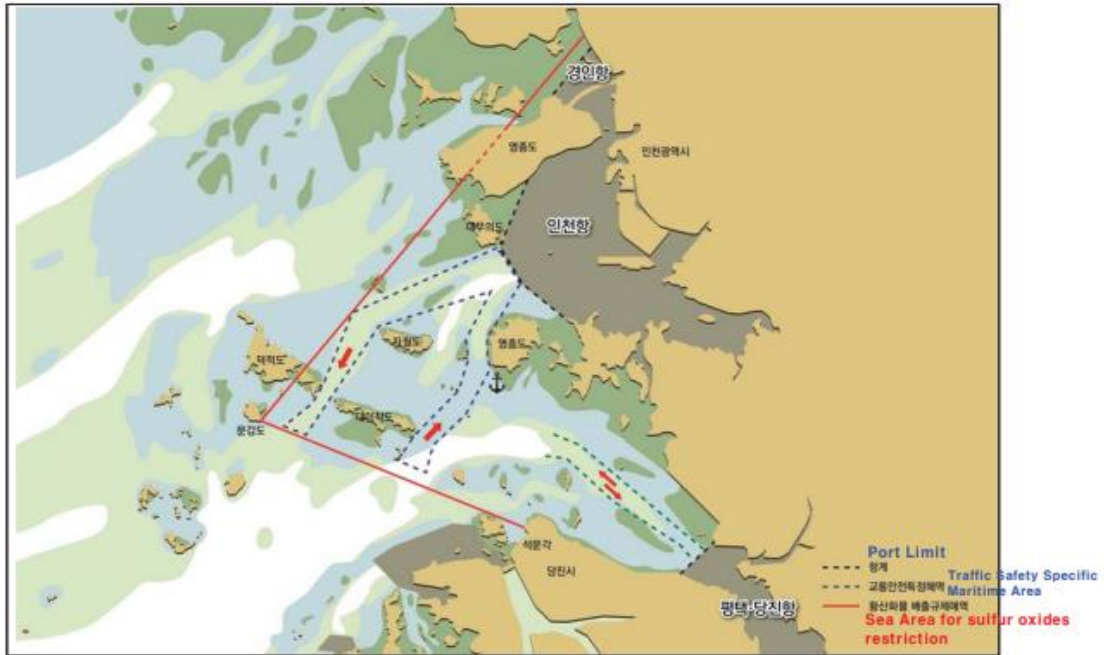 경인항
영종도
인천광역시
대무의도
인천항
자월도
영흥도
덕적도
대이작도
문갑도
석문각
당진시
평택·당진항
Port Limit
항계
교통안전특정해역
Traffic Safety Specific
Maritime Area
황산화물 배출규제해역
Sea Area for sulfur oxides
restriction